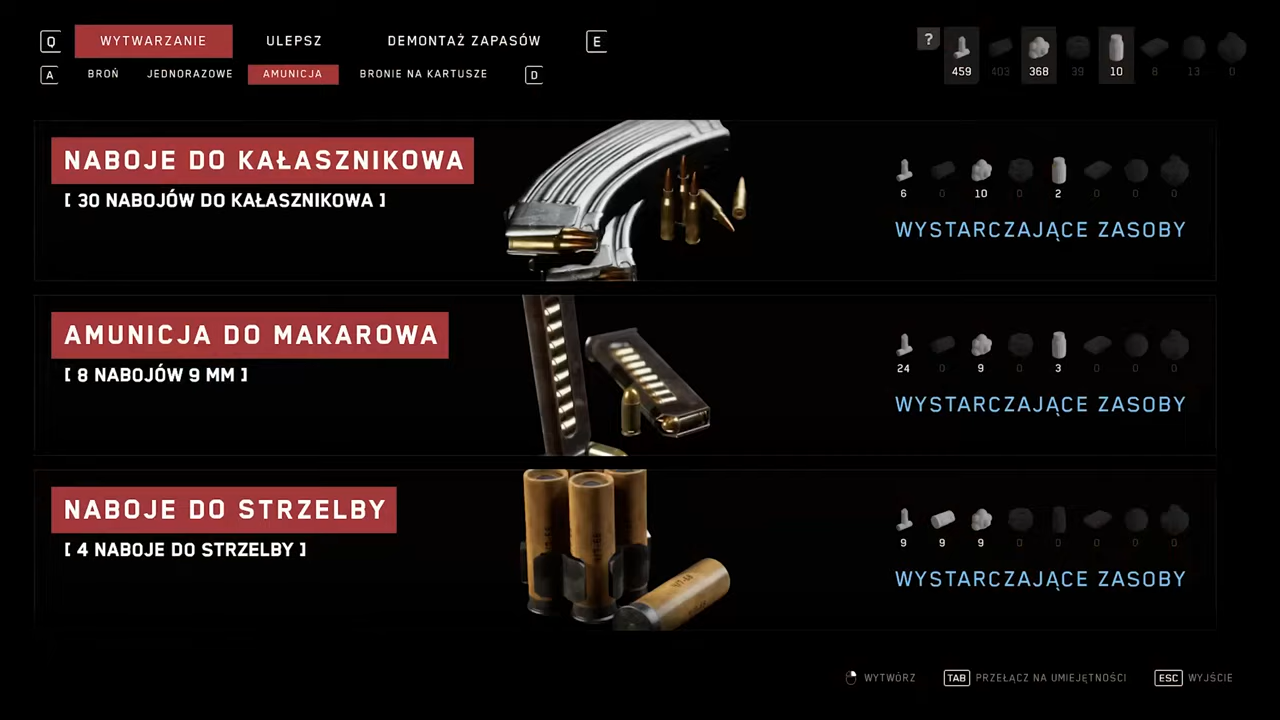 Q WYTWARZANIE ULEPSZ DEMONTAŻ ZAPASÓW E
A BROŃ JEDNORAZOWE AMUNICJA BRONIE NA KARTUSZE D
?
459 403 368 39 10 8 13 0
NABOJE DO KAŁASZNIKOWA
[ 30 NABOJÓW DO KAŁASZNIKOWA ]
6 0 10 0 2 0 0 0
WYSTARCZAJĄCE ZASOBY
AMUNICJA DO MAKAROWA
[ 8 NABOJÓW 9 MM ]
24 0 9 0 3 0 0 0
WYSTARCZAJĄCE ZASOBY
NABOJE DO STRZELBY
[ 4 NABOJE DO STRZELBY ]
9 9 9 0 0 0 0 0
WYSTARCZAJĄCE ZASOBY
WYTWÓRZ TAB PRZEŁĄCZ NA UMIEJĘTNOŚCI ESC WYJŚCIE